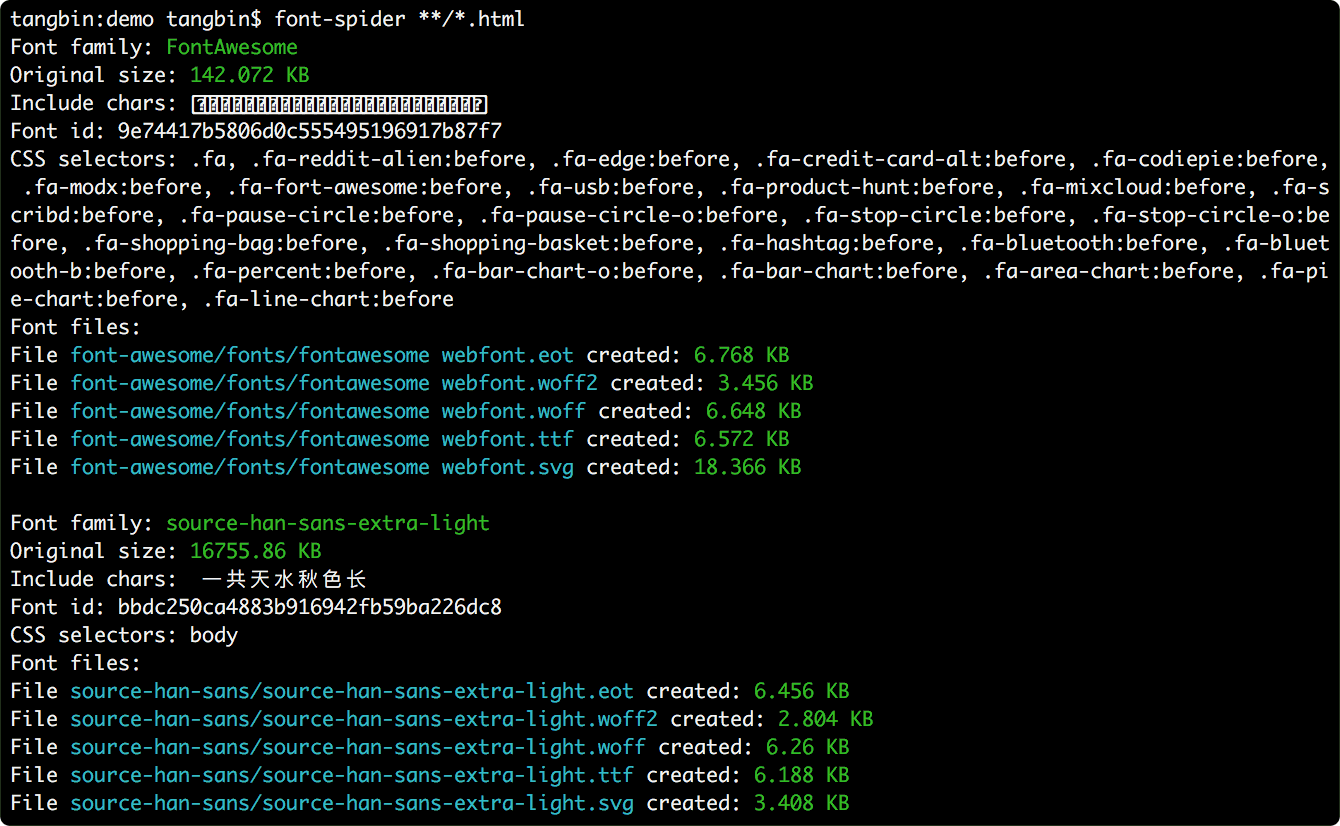 tangbin:demo tangbin$ font-spider **/*.html
Font family: FontAwesome
Original size: 142.072 KB
Include chars:
Font id: 9e74417b5806d0c555495196917b87f7
CSS selectors: .fa, .fa-reddit-alien:before, .fa-edge:before, .fa-credit-card-alt:before, .fa-codiepie:before,
.fa-modx:before, .fa-fort-awesome:before, .fa-usb:before, .fa-product-hunt:before, .fa-mixcloud:before, .fa-s
cribd:before, .fa-pause-circle:before, .fa-pause-circle-o:before, .fa-stop-circle:before, .fa-stop-circle-o:be
fore, .fa-shopping-bag:before, .fa-shopping-basket:before, .fa-hashtag:before, .fa-bluetooth:before, .fa-bluet
ooth-b:before, .fa-percent:before, .fa-bar-chart-o:before, .fa-bar-chart:before, .fa-area-chart:before, .fa-pi
e-chart:before, .fa-line-chart:before
Font files:
File font-awesome/fonts/fontawesome webfont.eot created: 6.768 KB
File font-awesome/fonts/fontawesome webfont.woff2 created: 3.456 KB
File font-awesome/fonts/fontawesome webfont.woff created: 6.648 KB
File font-awesome/fonts/fontawesome webfont.ttf created: 6.572 KB
File font-awesome/fonts/fontawesome webfont.svg created: 18.366 KB
Font family: source-han-sans-extra-light
Original size: 16755.86 KB
Include chars: 一共天水秋色长
Font id: bbdc250ca4883b916942fb59ba226dc8
CSS selectors: body
Font files:
File source-han-sans/source-han-sans-extra-light.eot created: 6.456 KB
File source-han-sans/source-han-sans-extra-light.woff2 created: 2.804 KB
File source-han-sans/source-han-sans-extra-light.woff created: 6.26 KB
File source-han-sans/source-han-sans-extra-light.ttf created: 6.188 KB
File source-han-sans/source-han-sans-extra-light.svg created: 3.408 KB